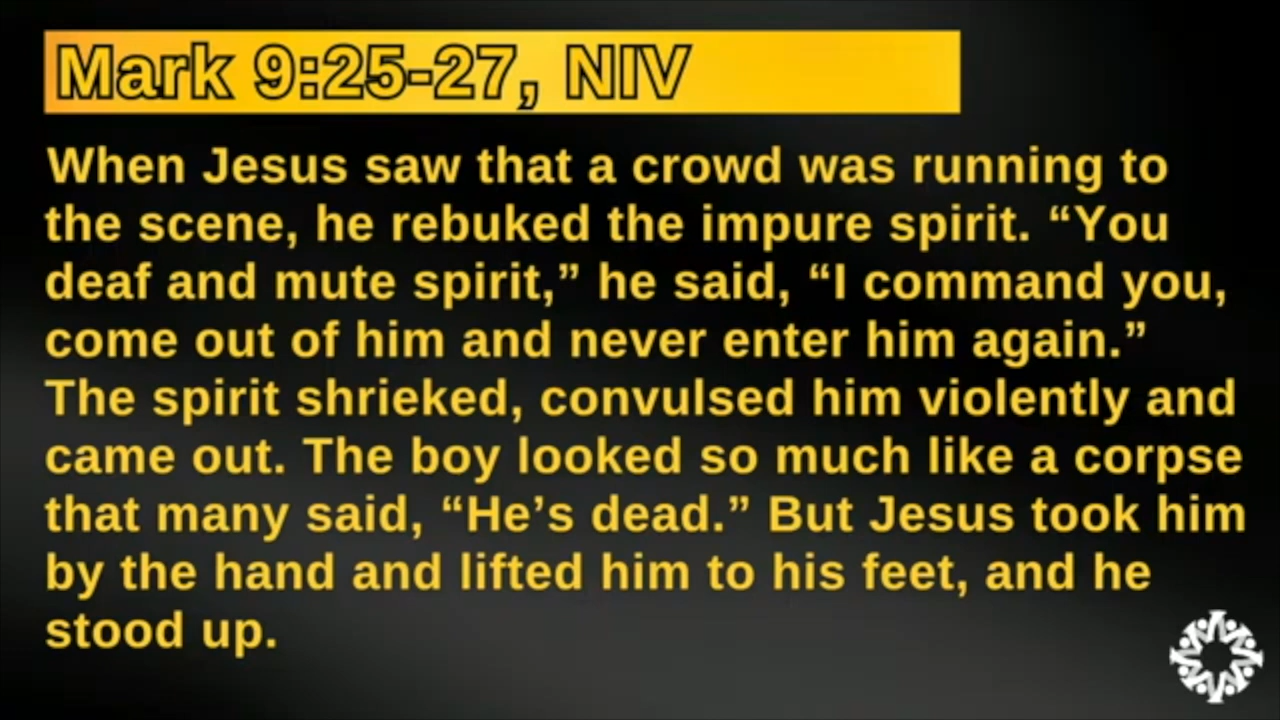 Mark 9:25-27, NIV
When Jesus saw that a crowd was running to
the scene, he rebuked the impure spirit. “You
deaf and mute spirit,” he said, “I command you,
come out of him and never enter him again.”
The spirit shrieked, convulsed him violently and
came out. The boy looked so much like a corpse
that many said, “He’s dead.” But Jesus took him
by the hand and lifted him to his feet, and he
stood up.